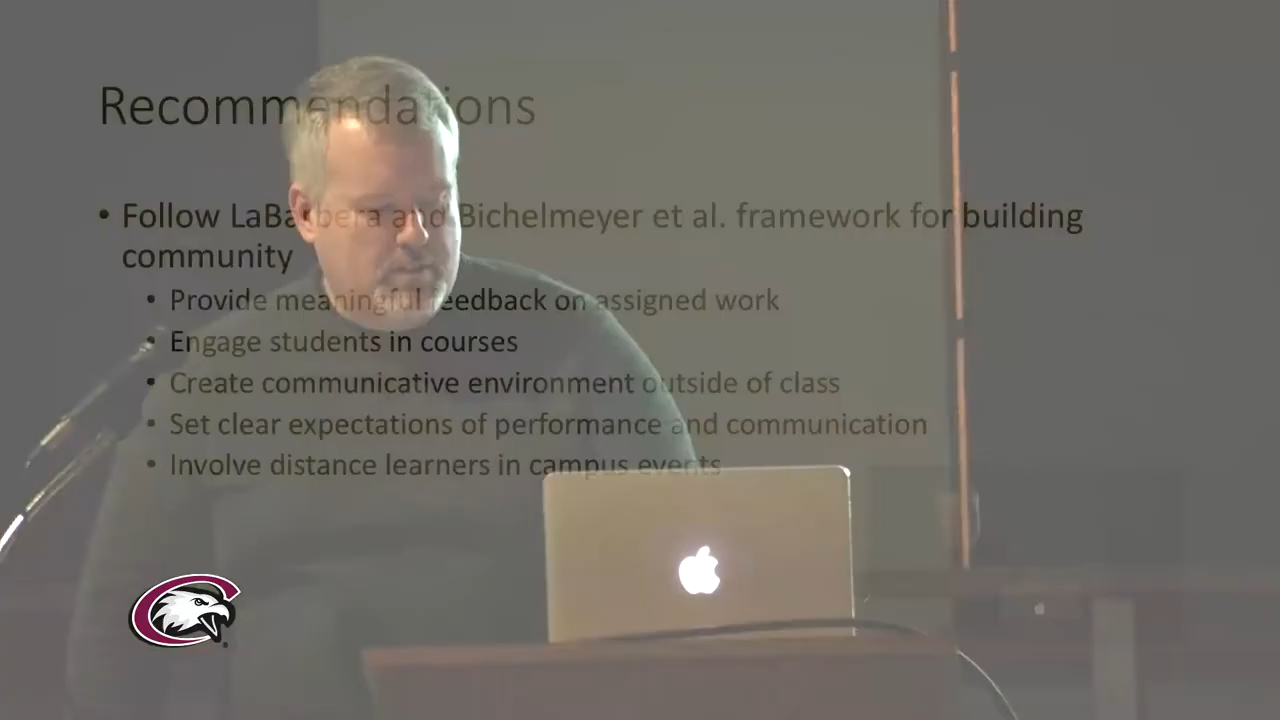 Recommendations
• Follow LaBarbera and Bichelmeyer et al. framework for building
community
• Provide meaningful feedback on assigned work
• Engage students in courses
• Create communicative environment outside of class
• Set clear expectations of performance and communication
• Involve distance learners in campus events